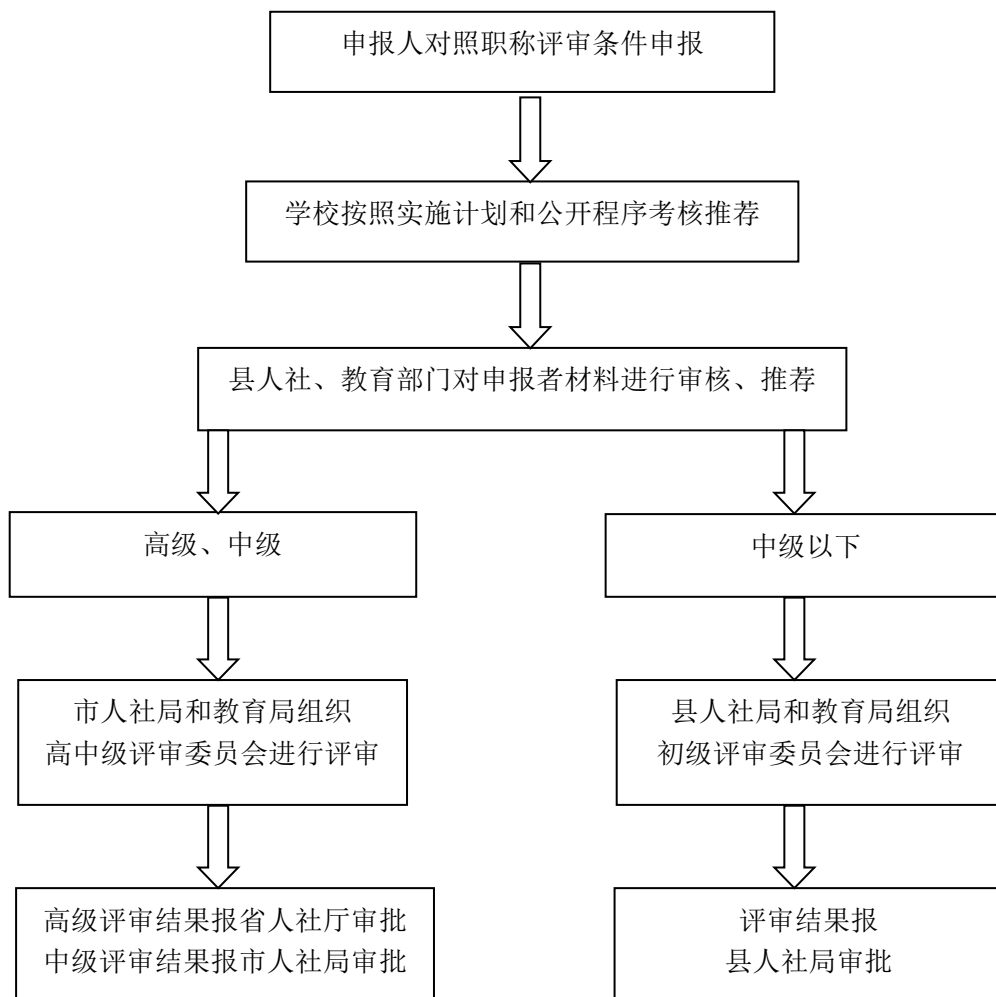 申报人对照职称评审条件申报
学校按照实施计划和公开程序考核推荐
县人社、教育部门对申报者材料进行审核、推荐
高级、中级
中级以下
市人社局和教育局组织
高中级评审委员会进行评审
县人社局和教育局组织
初级评审委员会进行评审
高级评审结果报省人社厅审批
中级评审结果报市人社局审批
评审结果报
县人社局审批